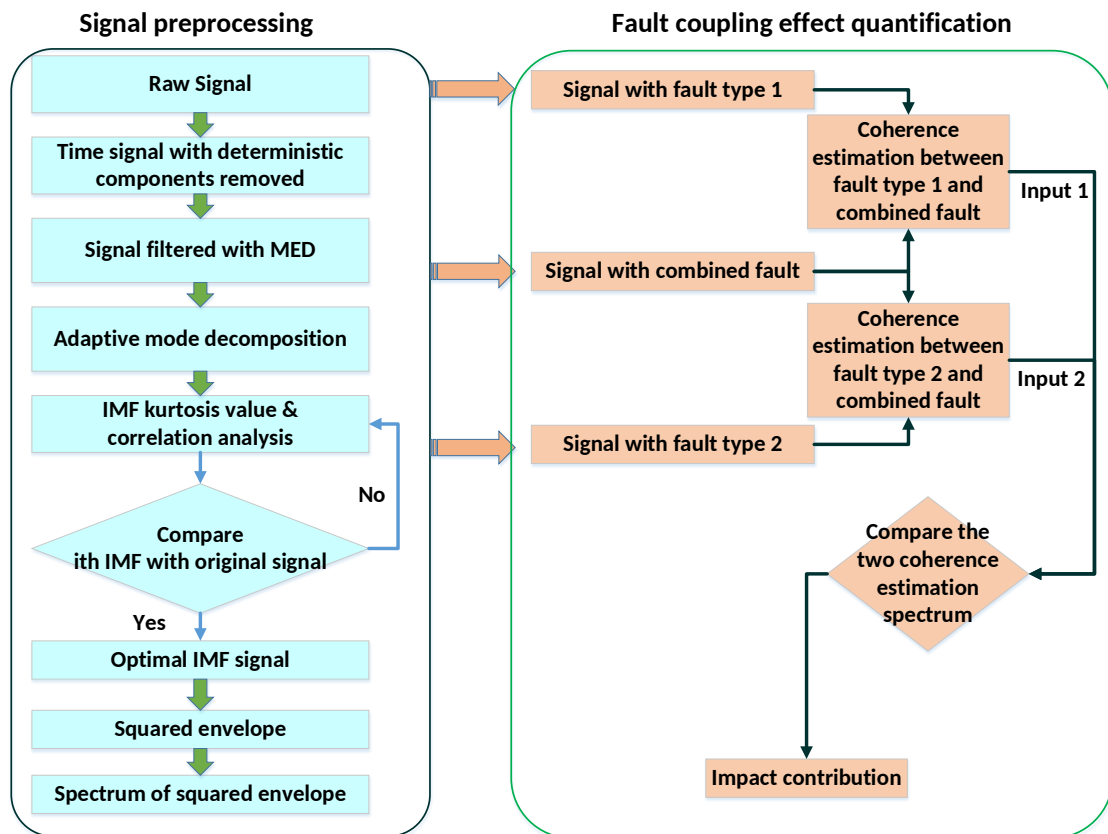 Signal preprocessing
Raw Signal
Time signal with deterministic
components removed
Signal filtered with MED
Adaptive mode decomposition
IMF kurtosis value &
correlation analysis
No
Compare
ith IMF with original signal
Yes
Optimal IMF signal
Squared envelope
Spectrum of squared envelope
Fault coupling effect quantification
Signal with fault type 1
Coherence
estimation between
fault type 1 and
combined fault
Input 1
Signal with combined fault
Coherence
estimation between
fault type 2 and
combined fault
Input 2
Signal with fault type 2
Compare the
two coherence
estimation
spectrum
Impact contribution